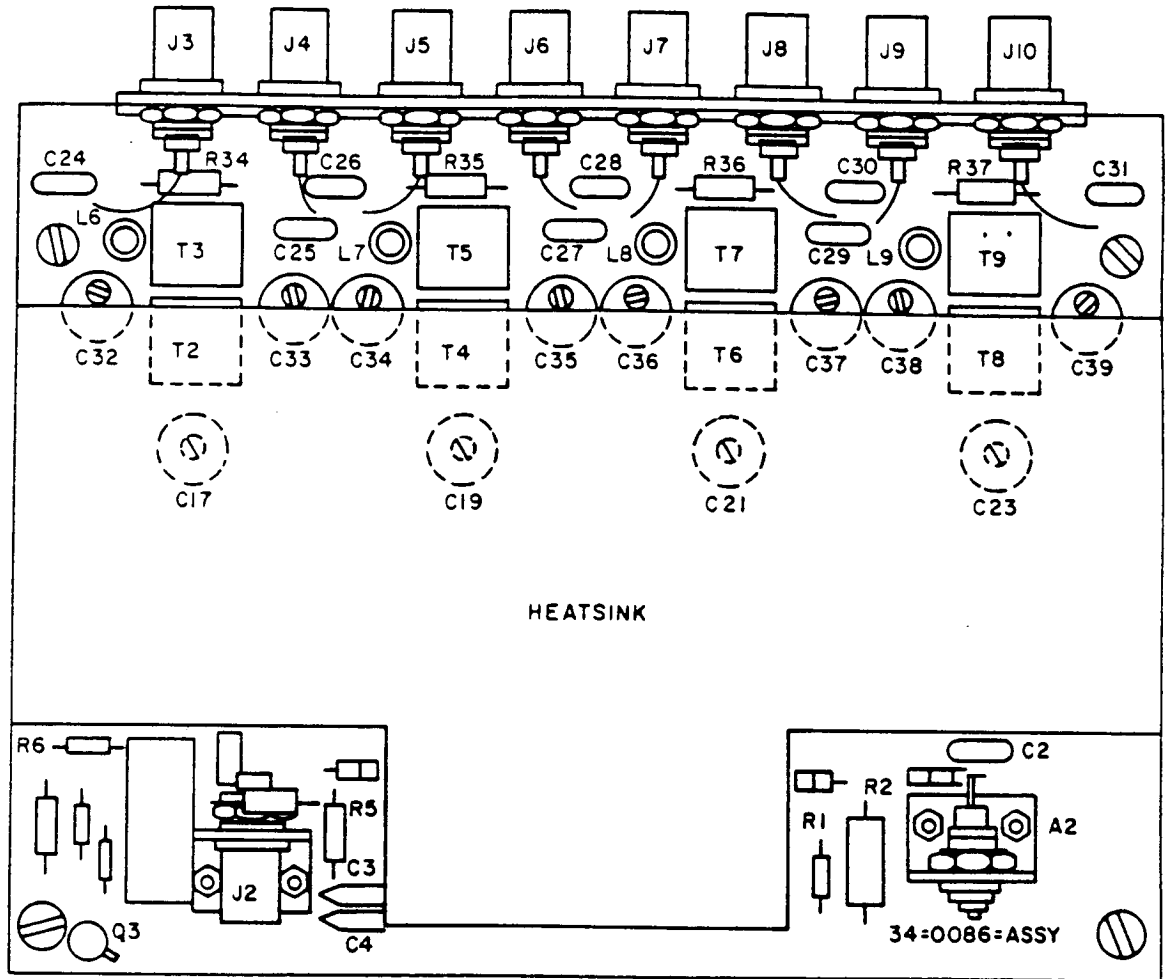 J3 J4 J5 J6 J7 J8 J9 J10
C24 R34 C26 R35 C28 R36 C30 R37 C31
L6 T3 C25 L7 T5 C27 L8 T7 C29 L9 T9
C32 T2 C33 C34 T4 C35 C36 T6 C37 C38 T8 C39
C17 C19 C21 C23
HEATSINK
R6 C2
R5 R1 R2 A2
C3
J2
C4
Q3 34=0086=ASSY